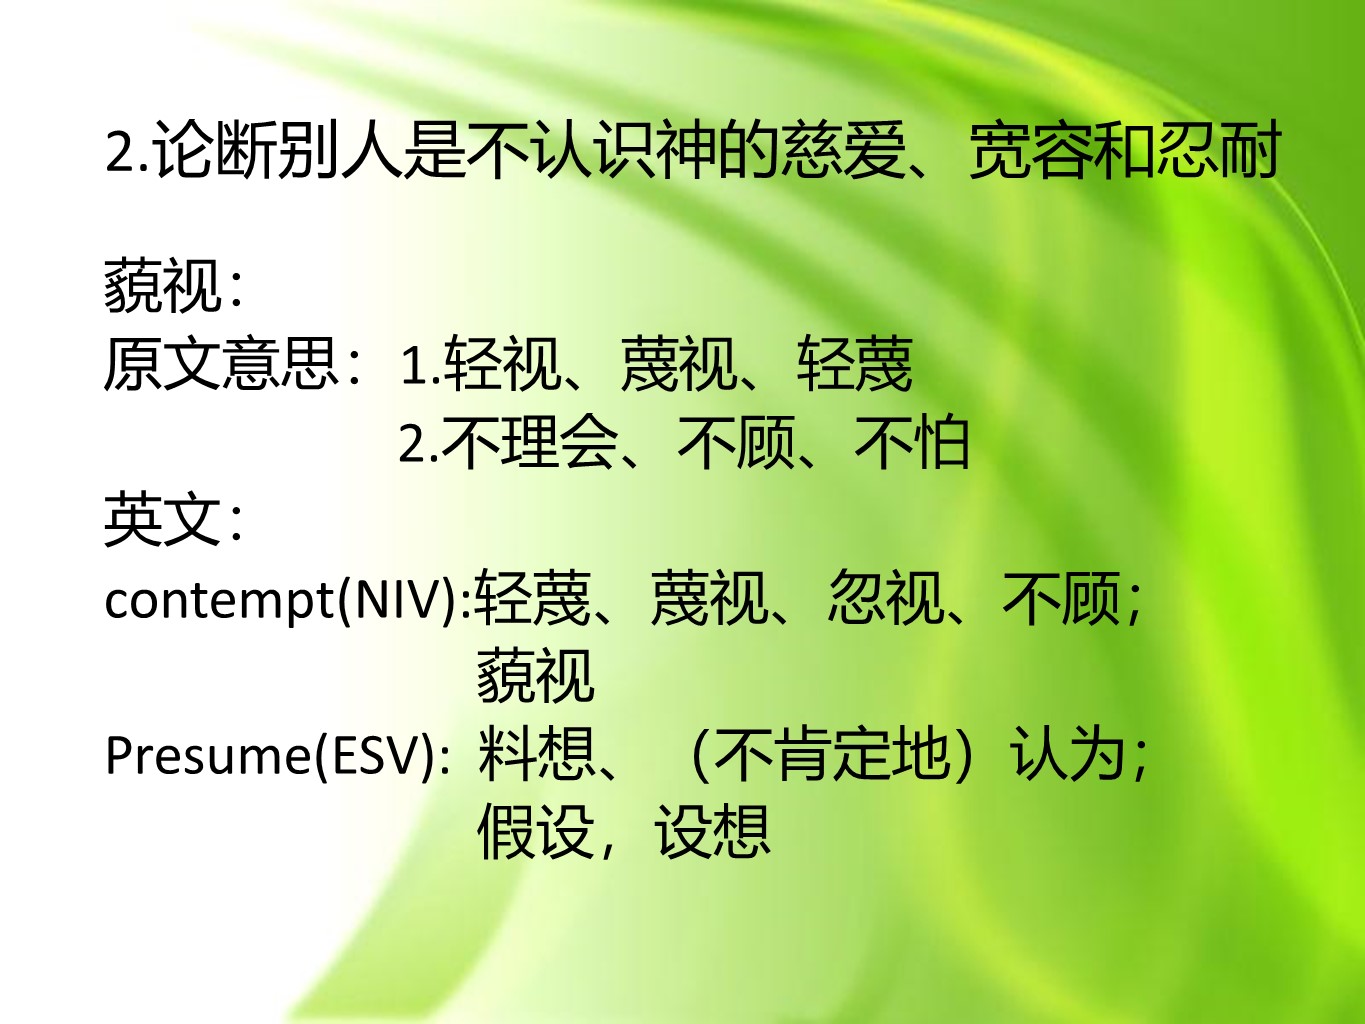 2.论断别人是不认识神的慈爱、宽容和忍耐
藐视：
原文意思：1.轻视、蔑视、轻蔑
2.不理会、不顾、不怕
英文：
contempt(NIV):轻蔑、蔑视、忽视、不顾；
藐视
Presume(ESV): 料想、（不肯定地）认为；
假设，设想